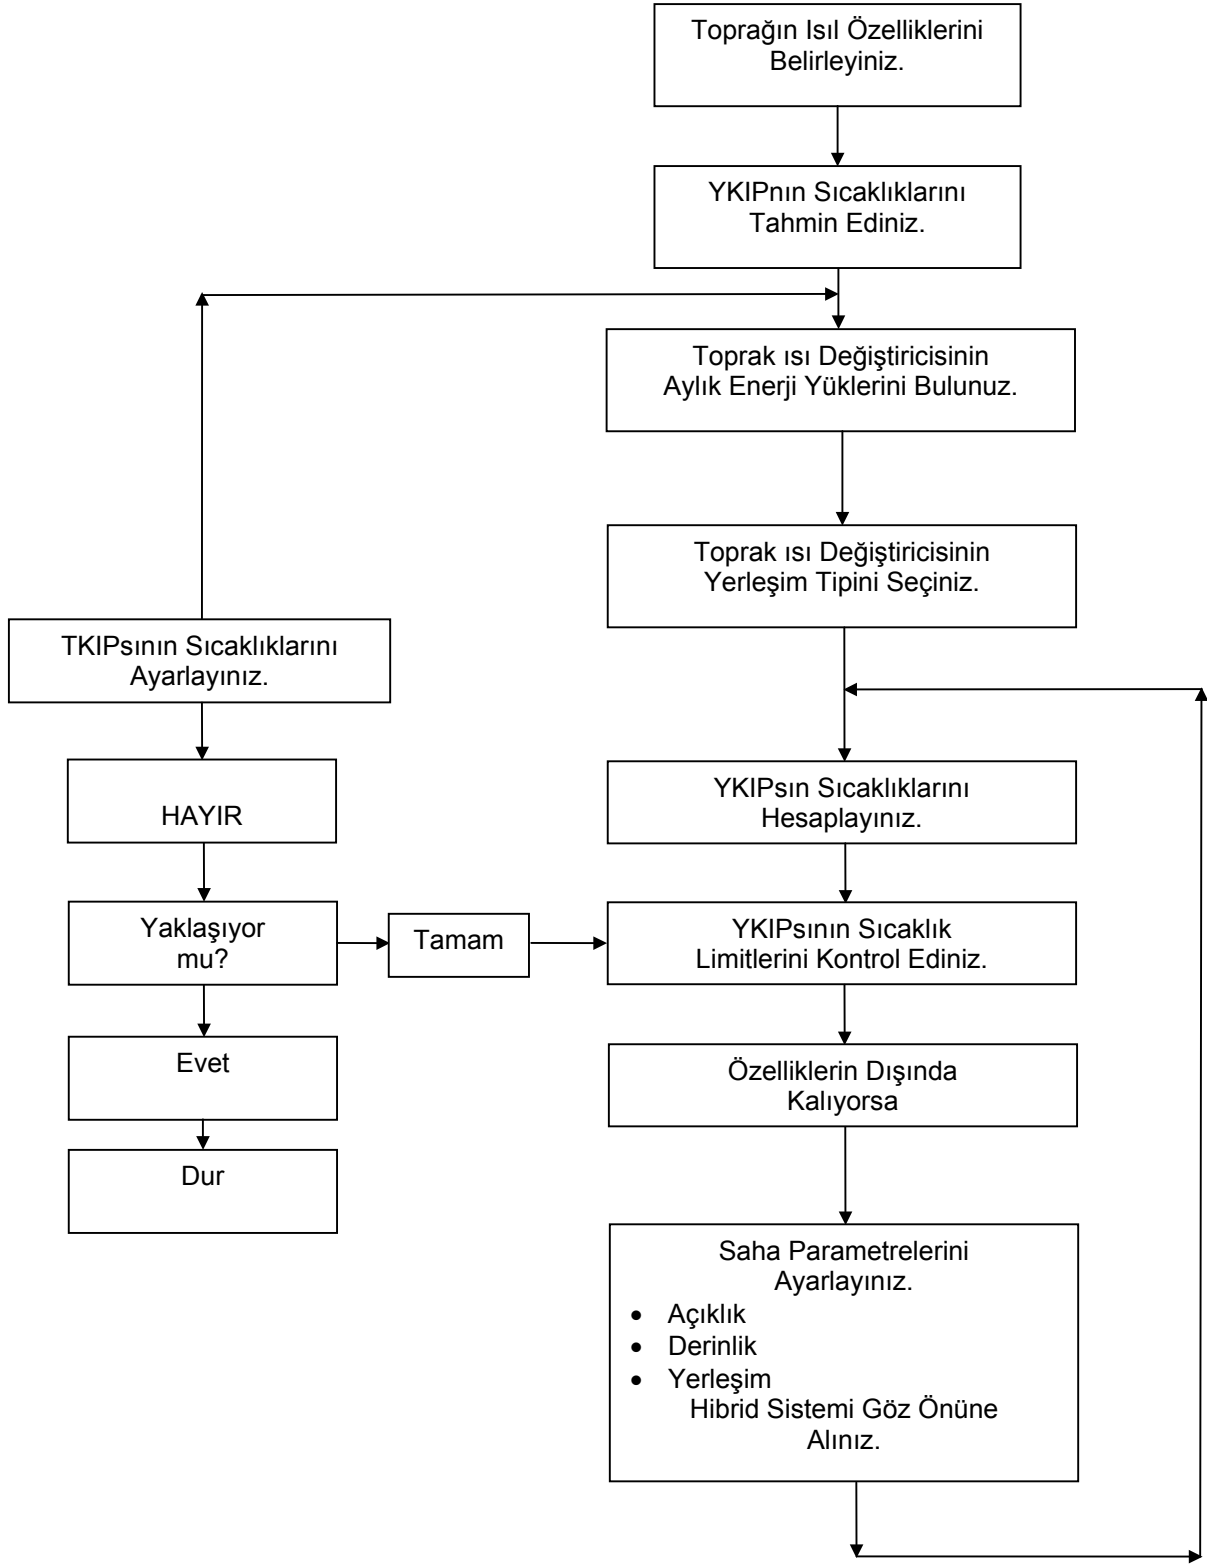 Toprağın Isıl Özelliklerini
Belirleyiniz.
YKIPnın Sıcaklıklarını
Tahmin Ediniz.
Toprak ısı Değiştiricisinin
Aylık Enerji Yüklerini Bulunuz.
Toprak ısı Değiştiricisinin
Yerleşim Tipini Seçiniz.
TKIPsının Sıcaklıklarını
Ayarlayınız.
HAYIR
YKIPsın Sıcaklıklarını
Hesaplayınız.
Yaklaşıyor
mu?
Tamam
YKIPsının Sıcaklık
Limitlerini Kontrol Ediniz.
Evet
Özelliklerin Dışında
Kalıyorsa
Dur
Saha Parametrelerini
Ayarlayınız.
• Açıklık
• Derinlik
• Yerleşim
Hibrid Sistemi Göz Önüne
Alınız.